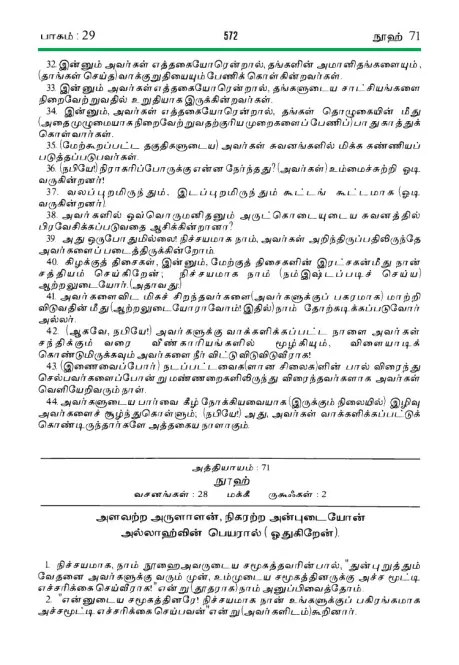 பாகம் : 29 572 நூஹ் 71
32. இன்னும் அவர்கள் எத்தகையோரென்றால், தங்களின் அமானிதங்களையும்,
(தாங்கள் செய்த) வாக்குறுதியையும் பேணிக் கொள்கின்றவர்கள்.
33. இன்னும் அவர்கள் எத்தகையோரென்றால், தங்களுடைய சாட்சியங்களை
நிறைவேற்றுவதில் உறுதியாக இருக்கின்றவர்கள்.
34. இன்னும், அவர்கள் எத்தகையோரென்றால், தங்கள் தொழுகையின் மீது
(அதை முழுமையாக நிறைவேற்றுவதற்குரிய முறைகளைப் பேணிப்) பாதுகாத்துக்
கொள்வார்கள்.
35. (மேற்கூறப்பட்ட தகுதிகளுடைய) அவர்கள் சுவனங்களில் மிக்க கண்ணியப்
படுத்தப்படுபவர்கள்.
36. (நபியே!) நிராகரிப்போருக்கு என்ன நேர்ந்தது? (அவர்கள்) உம்மைச்சுற்றி ஓடி
வருகின்றனர்!
37. வலப்புறமிருந்தும், இடப்புறமிருந்தும் கூட்டங் கூட்டமாக (ஓடி
வருகின்றனர்).
38. அவர்களில் ஒவ்வொருமனிதனும் அருட்கொடையுடைய சுவனத்தில்
பிரவேசிக்கப்படுவதை ஆசிக்கின்றானா?
39. அது ஒருபோதுமில்லை! நிச்சயமாக நாம், அவர்கள் அறிந்திருப்பதிலிருந்தே
அவர்களைப் படைத்திருக்கின்றோம்.
40. கிழக்குத் திசைகள், இன்னும், மேற்குத் திசைகளின் இரட்சகன்மீது நான்
சத்தியம் செய்கிறேன்; நிச்சயமாக நாம் (நம்இஷ்டப்படிச் செய்ய)
ஆற்றலுடையோர். (அதாவது)
41. அவர்களைவிட மிகச் சிறந்தவர்களை (அவர்களுக்குப் பகரமாக) மாற்றி
விடுவதின் மீது (ஆற்றலுடையோராவோம்! இதில்) நாம் தோற்கடிக்கப்படுவோர்
அல்லர்.
42. (ஆகவே, நபியே!) அவர்களுக்கு வாக்களிக்கப்பட்ட நாளை அவர்கள்
சந்திக்கும் வரை வீண்காரியங்களில் மூழ்கியும், விளையாடிக்
கொண்டுமிருக்கவும் அவர்களை நீர் விட்டு விடுவீராக!
43. (இணைவைப்போர்) நடப்பட்டவைக(ளான சிலைக)ளின் பால் விரைந்து
செல்பவர்களைப்போன்று மண்ணறைகளிலிருந்து விரைந்தவர்களாக அவர்கள்
வெளியேறிவரும் நாள்.
44. அவர்களுடைய பார்வை கீழ் நோக்கியவையாக (இருக்கும் நிலையில்) இழிவு
அவர்களைச் சூழ்ந்துகொள்ளும்; (நபியே!) அது, அவர்கள் வாக்களிக்கப்பட்டுக்
கொண்டிருந்தார்களே அத்தகைய நாளாகும்.
அத்தியாயம் : 71
நூஹ்
வசனங்கள் : 28 மக்கீ ருகூஃகள் : 2
அளவற்ற அருளாளன், நிகரற்ற அன்புடையோன்
அல்லாஹ்வின் பெயரால் ( ஓதுகிறேன்).
1. நிச்சயமாக, நாம் நூஹைஅவருடைய சமூகத்தவரின்பால், "துன்புறுத்தும்
வேதனை அவர்களுக்கு வரும் முன், உம்முடைய சமூகத்தினருக்கு அச்ச மூட்டி
எச்சரிக்கை செய்வீராக!" என்று (தூதராக) நாம் அனுப்பிவைத்தோம்.
2. "என்னுடைய சமூகத்தினரே! நிச்சயமாக நான் உங்களுக்குப் பகிரங்கமாக
அச்சமூட்டி எச்சரிக்கை செய்பவன்" என்று (அவர்களிடம்) கூறினார்.